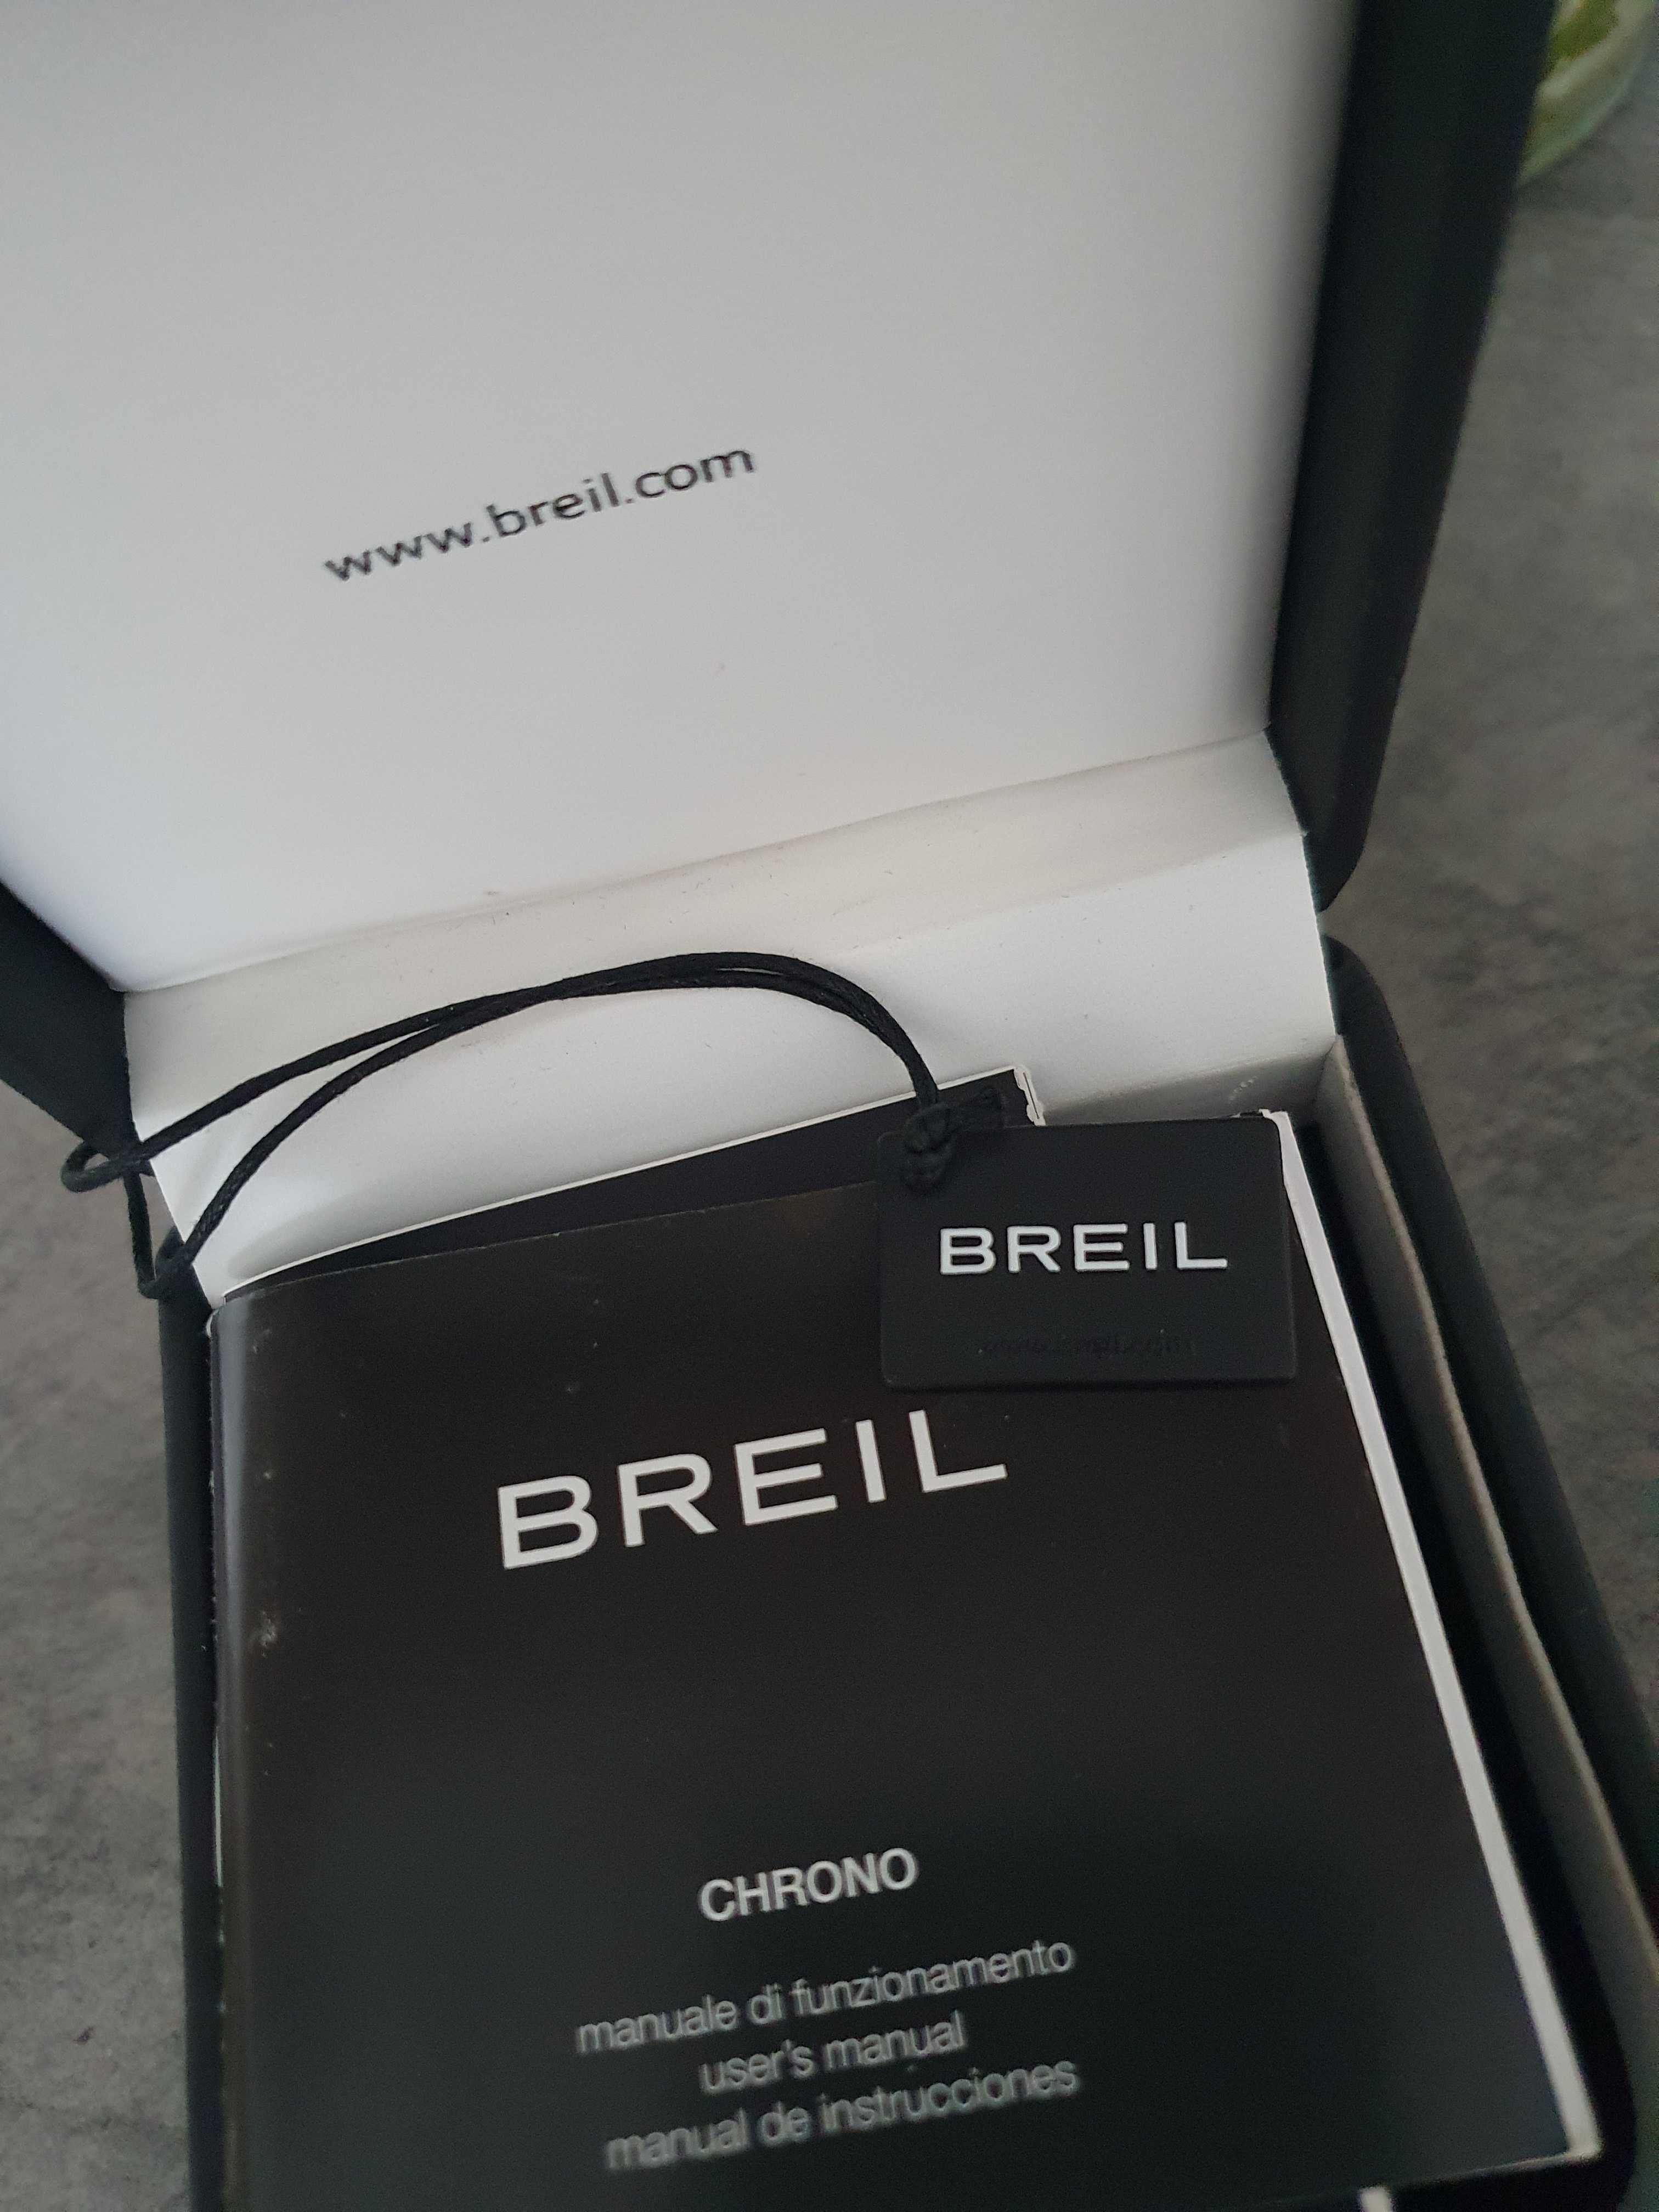 www.breil.com
BREIL
BREIL
CHRONO
manuale di funzionamento
user's manual
manual de instrucciones